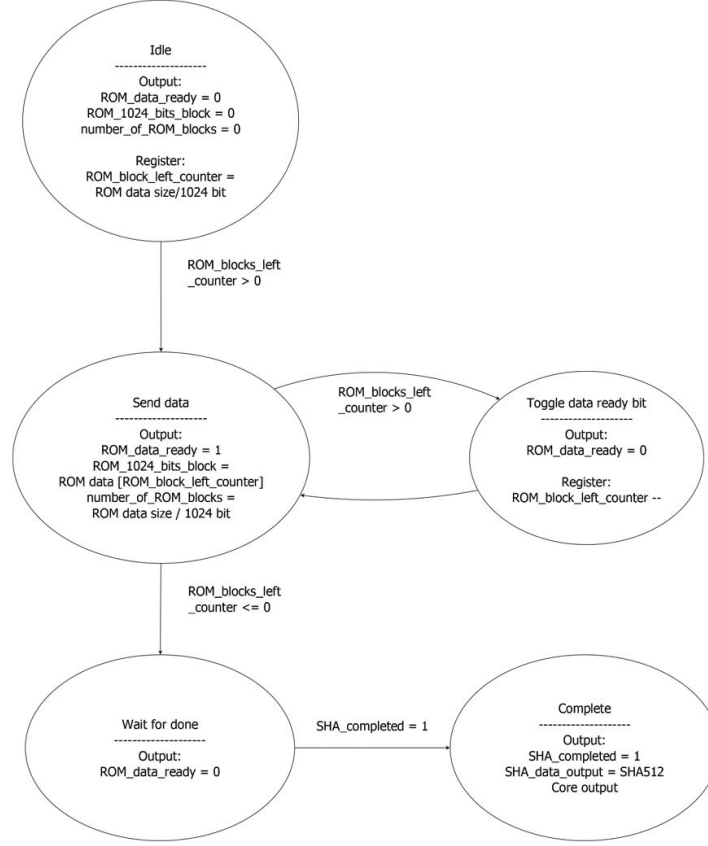 Idle
--------------------
Output:
ROM_data_ready = 0
ROM_1024_bits_block = 0
number_of_ROM_blocks = 0
Register:
ROM_block_left_counter =
ROM data size/1024 bit
ROM_blocks_left
_counter > 0
Send data
--------------------
Output:
ROM_data_ready = 1
ROM_1024_bits_block =
ROM data [ROM_block_left_counter]
number_of_ROM_blocks =
ROM data size / 1024 bit
ROM_blocks_left
_counter > 0
Toggle data ready bit
--------------------
Output:
ROM_data_ready = 0
Register:
ROM_block_left_counter --
ROM_blocks_left
_counter <= 0
Wait for done
--------------------
Output:
ROM_data_ready = 0
SHA_completed = 1
Complete
--------------------
Output:
SHA_completed = 1
SHA_data_output = SHA512
Core output